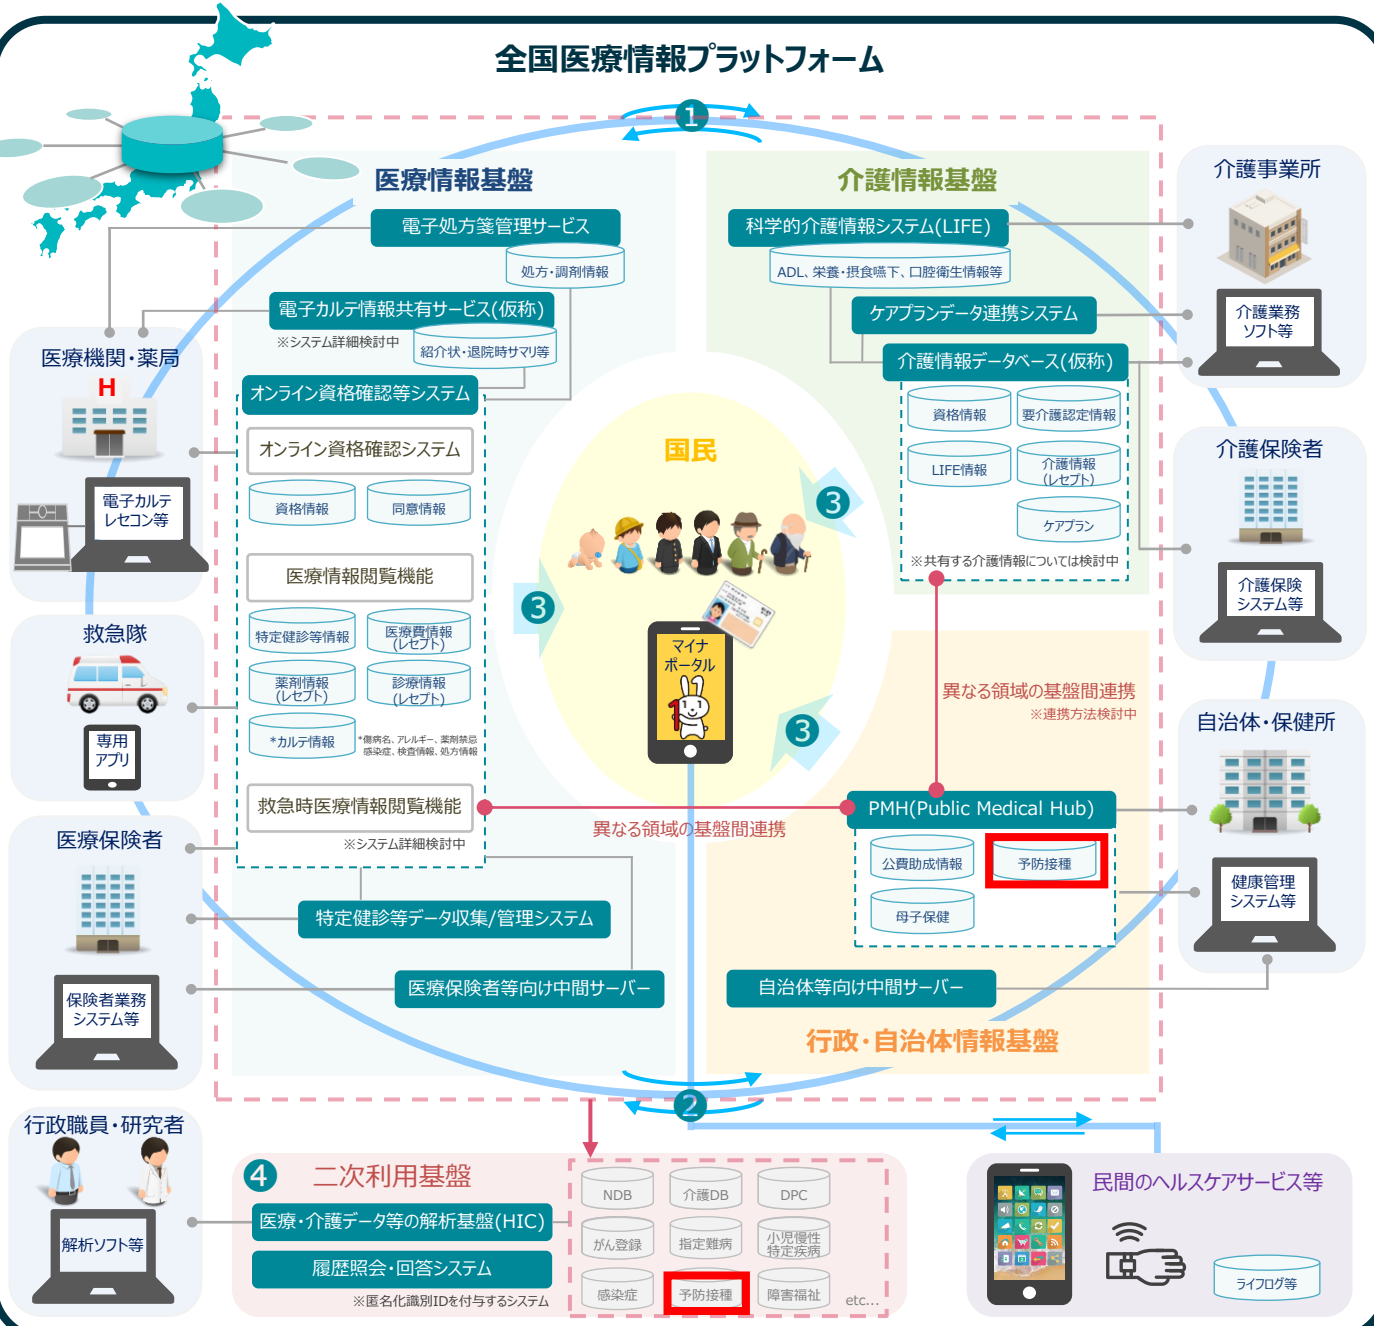 全国医療情報プラットフォーム
1
医療情報基盤
電子処方箋管理サービス
処方・調剤情報
電子カルテ情報共有サービス(仮称)
※システム詳細検討中
紹介状・退院時サマリ等
オンライン資格確認等システム
オンライン資格確認システム
資格情報
同意情報
医療情報閲覧機能
特定健診等情報
医療費情報
(レセプト)
薬剤情報
(レセプト)
診療情報
(レセプト)
*カルテ情報
*傷病名、アレルギー、薬剤禁忌
感染症、検査情報、処方情報
救急時医療情報閲覧機能
※システム詳細検討中
特定健診等データ収集/管理システム
医療保険者等向け中間サーバー
介護情報基盤
科学的介護情報システム(LIFE)
ADL、栄養・摂食嚥下、口腔衛生情報等
ケアプランデータ連携システム
介護情報データベース(仮称)
資格情報
要介護認定情報
LIFE情報
介護情報
(レセプト)
ケアプラン
※共有する介護情報については検討中
国民
3
3
3
マイナ
ポータル
1
異なる領域の基盤間連携
※連携方法検討中
異なる領域の基盤間連携
PMH(Public Medical Hub)
公費助成情報
予防接種
母子保健
自治体等向け中間サーバー
行政・自治体情報基盤
2
医療機関・薬局
H
電子カルテ
レセコン等
救急隊
専用
アプリ
医療保険者
保険者業務
システム等
行政職員・研究者
解析ソフト等
介護事業所
介護業務
ソフト等
介護保険者
介護保険
システム等
自治体・保健所
健康管理
システム等
4
二次利用基盤
医療・介護データ等の解析基盤(HIC)
履歴照会・回答システム
※匿名化識別IDを付与するシステム
NDB
介護DB
DPC
がん登録
指定難病
小児慢性
特定疾病
感染症
予防接種
障害福祉
etc...
民間のヘルスケアサービス等
ライフログ等